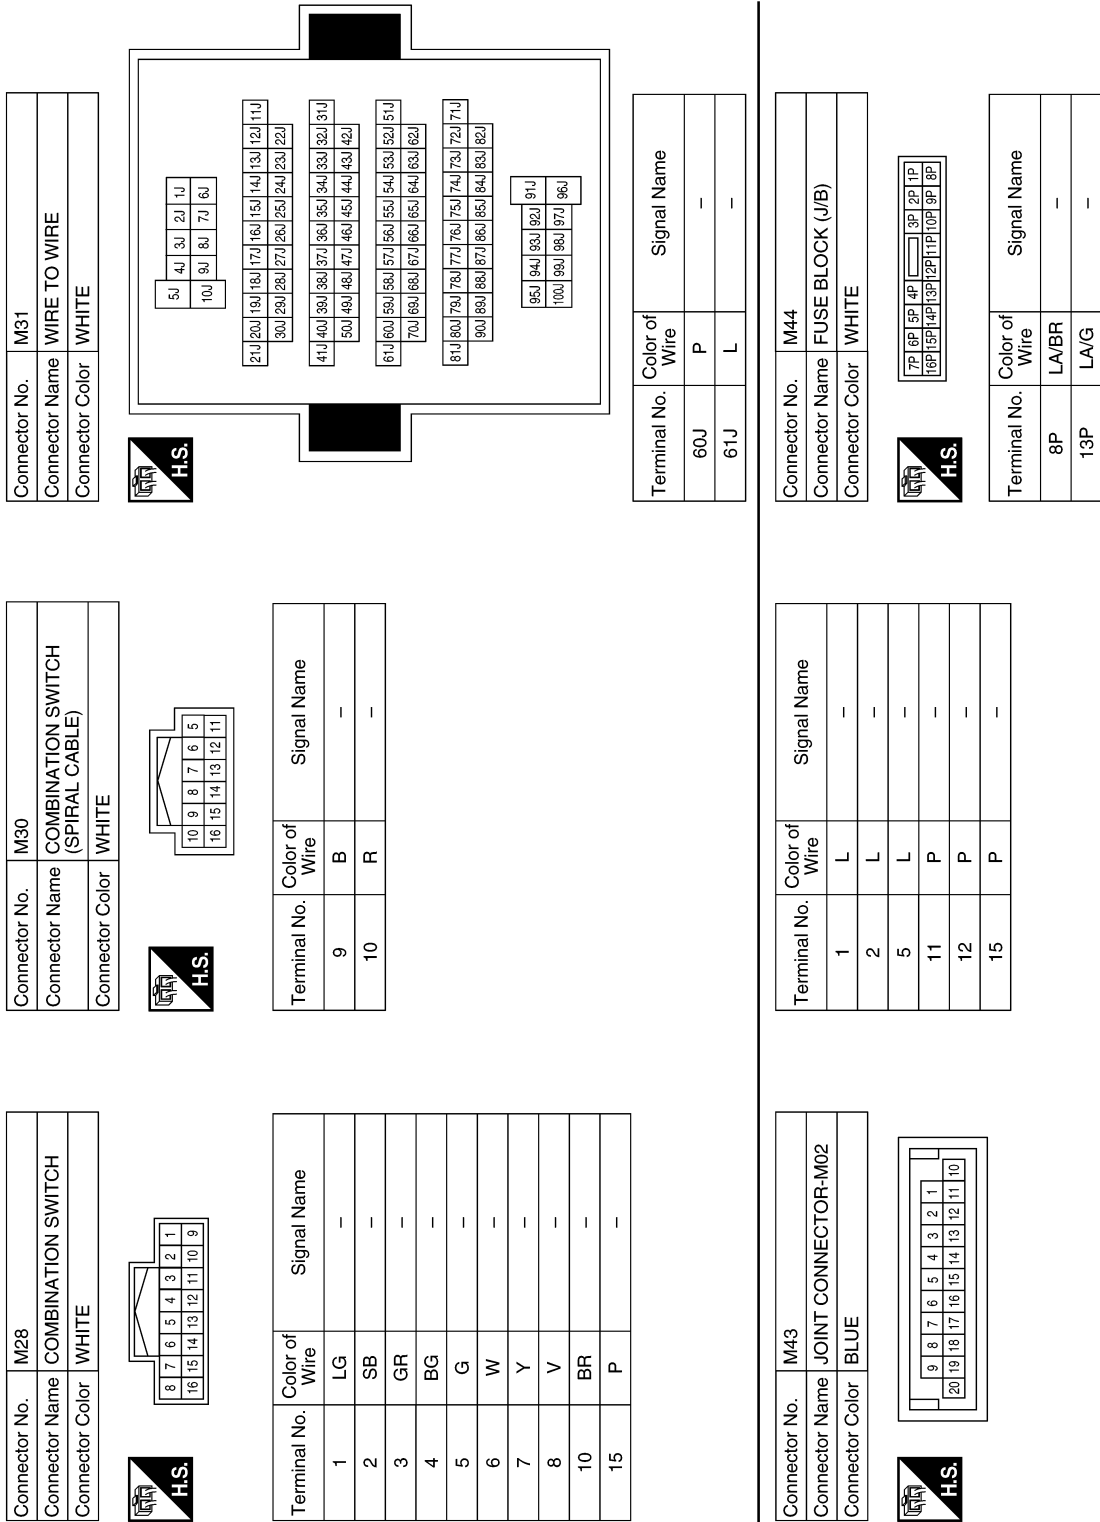 Connector No. M28
Connector Name COMBINATION SWITCH
Connector Color WHITE
H.S.
8 7 6 5 4 3 2 1
16 15 14 13 12 11 10 9
Terminal No. Color of Wire Signal Name
1 LG –
2 SB –
3 GR –
4 BG –
5 G –
6 W –
7 Y –
8 V –
10 BR –
15 P –
Connector No. M30
Connector Name COMBINATION SWITCH
(SPIRAL CABLE)
Connector Color WHITE
H.S.
10 9 8 7 6 5
16 15 14 13 12 11
Terminal No. Color of Wire Signal Name
9 B –
10 R –
Connector No. M31
Connector Name WIRE TO WIRE
Connector Color WHITE
H.S.
5J 4J 3J 2J 1J
10J 9J 8J 7J 6J
21J 20J 19J 18J 17J 16J 15J 14J 13J 12J 11J
30J 29J 28J 27J 26J 25J 24J 23J 22J
41J 40J 39J 38J 37J 36J 35J 34J 33J 32J 31J
50J 49J 48J 47J 46J 45J 44J 43J 42J
61J 60J 59J 58J 57J 56J 55J 54J 53J 52J 51J
70J 69J 68J 67J 66J 65J 64J 63J 62J
81J 80J 79J 78J 77J 76J 75J 74J 73J 72J 71J
90J 89J 88J 87J 86J 85J 84J 83J 82J
95J 94J 93J 92J 91J
100J 99J 98J 97J 96J
Terminal No. Color of Wire Signal Name
60J P –
61J L –
Connector No. M43
Connector Name JOINT CONNECTOR-M02
Connector Color BLUE
H.S.
9 8 7 6 5 4 3 2 1
20 19 18 17 16 15 14 13 12 11 10
Terminal No. Color of Wire Signal Name
1 L –
2 L –
5 L –
11 P –
12 P –
15 P –
Connector No. M44
Connector Name FUSE BLOCK (J/B)
Connector Color WHITE
H.S.
7P 6P 5P 4P 3P 2P 1P
16P 15P 14P 13P 12P 11P 10P 9P 8P
Terminal No. Color of Wire Signal Name
8P LA/BR –
13P LA/G –